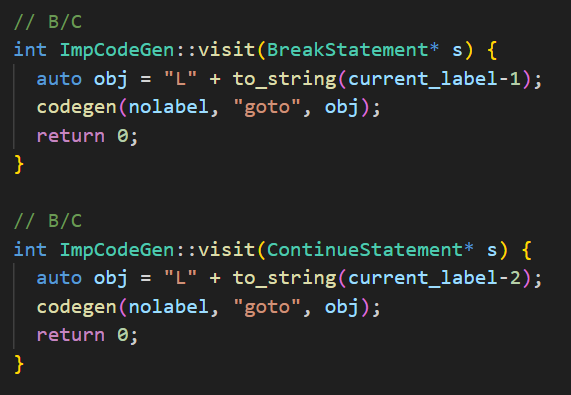 // B/C
int ImpCodeGen::visit(BreakStatement* s) {
  auto obj = "L" + to_string(current_label-1);
  codegen(nolabel, "goto", obj);
  return 0;
}

// B/C
int ImpCodeGen::visit(ContinueStatement* s) {
  auto obj = "L" + to_string(current_label-2);
  codegen(nolabel, "goto", obj);
  return 0;
}